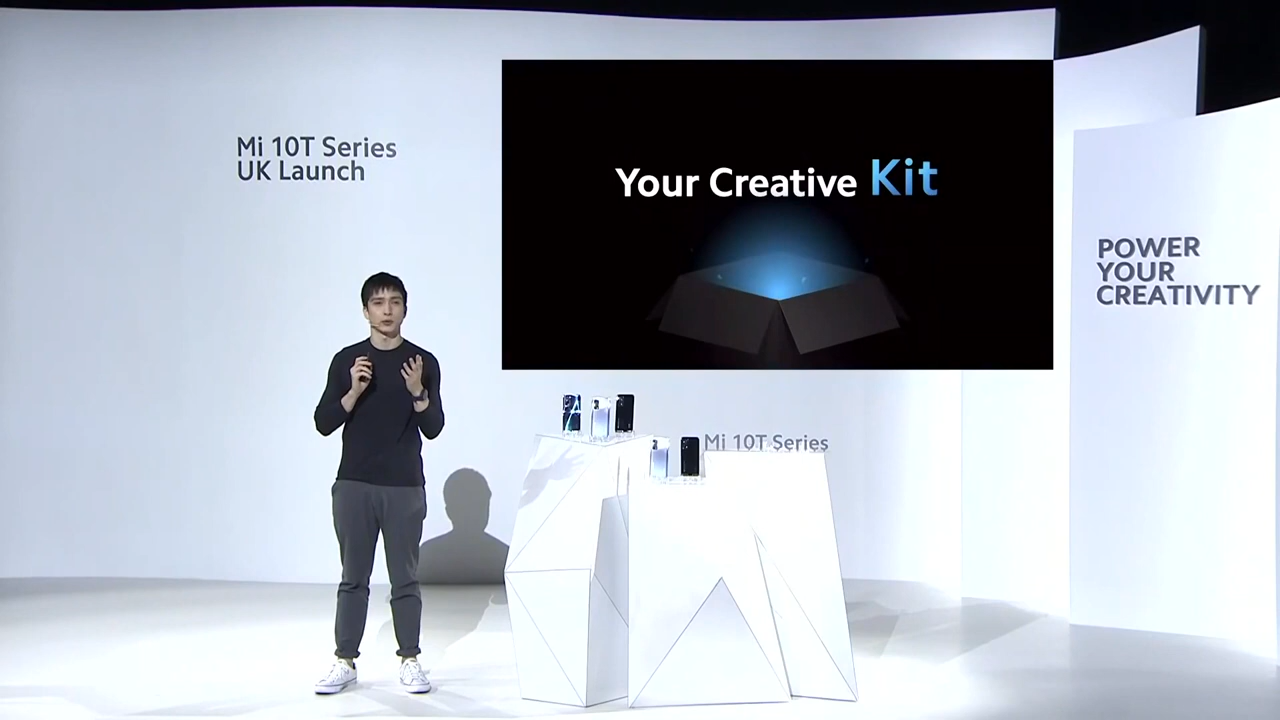 Mi 10T Series
UK Launch
Your Creative Kit
POWER
YOUR
CREATIVITY
Mi 10T Series